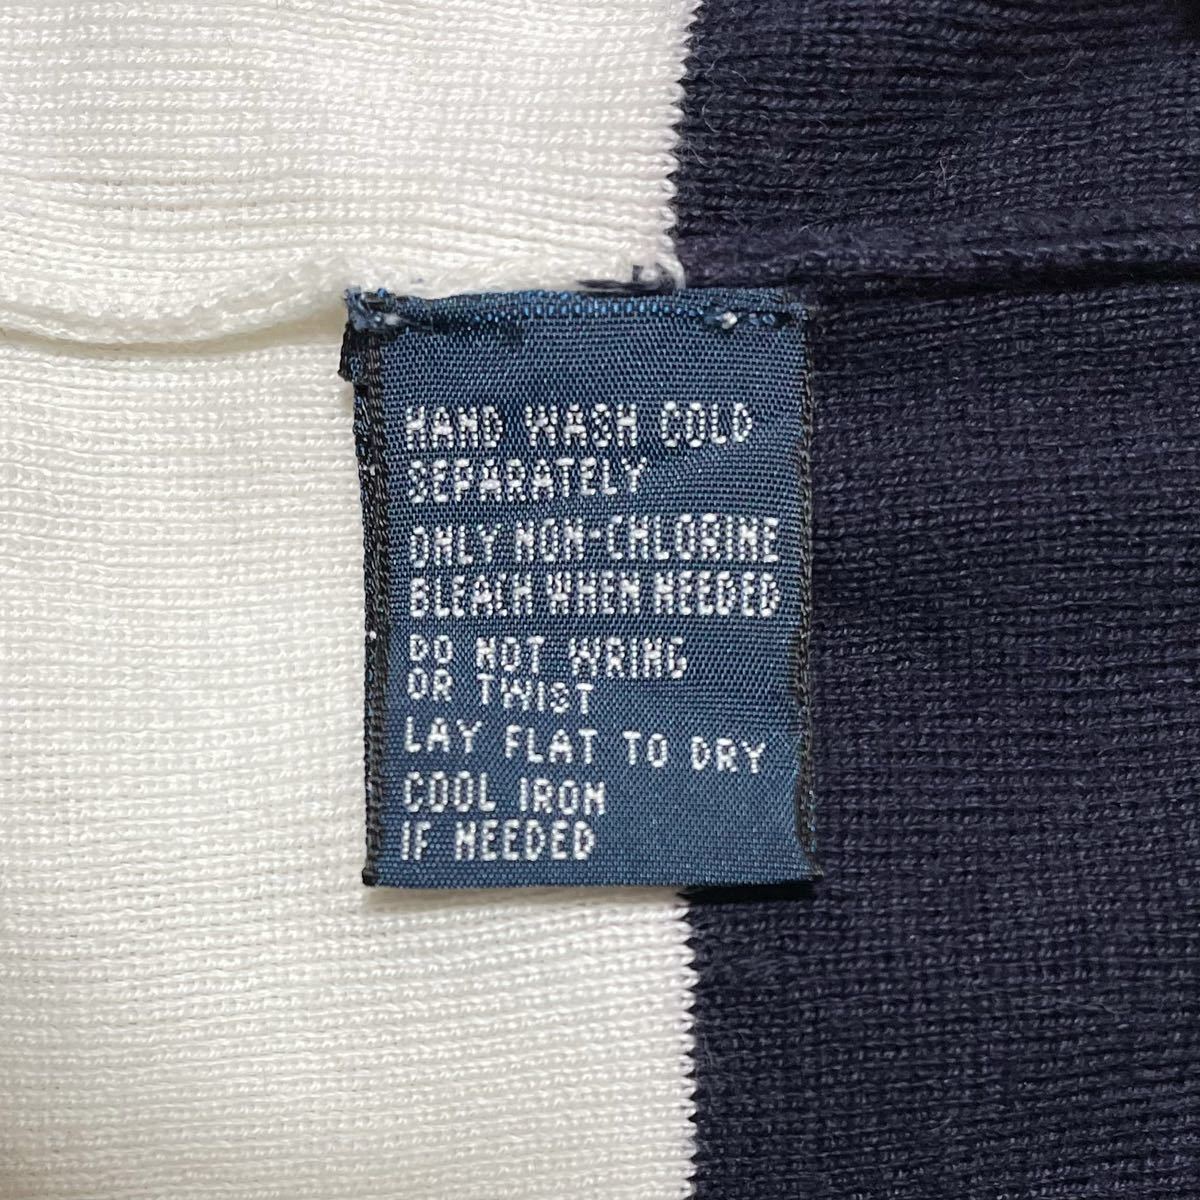 HAND WASH COLD
SEPARATELY
ONLY NON-CHLORINE
BLEACH WHEN NEEDED
DO NOT WRING
OR TWIST
LAY FLAT TO DRY
COOL IRON
IF NEEDED